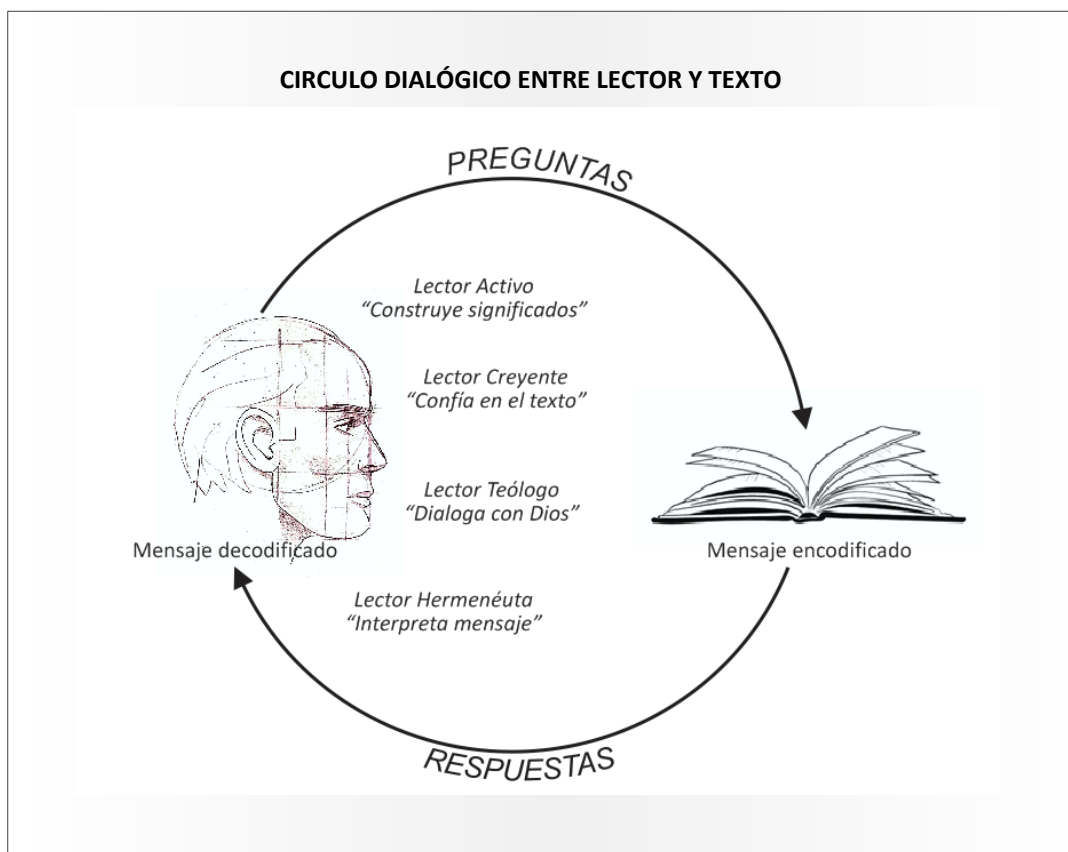 CIRCULO DIALÓGICO ENTRE LECTOR Y TEXTO
PREGUNTAS
Lector Activo
“Construye significados”
Lector Creyente
“Confía en el texto”
Lector Teólogo
“Dialoga con Dios”
Mensaje decodificado
Mensaje encodificado
Lector Hermenéuta
“Interpreta mensaje”
RESPUESTAS